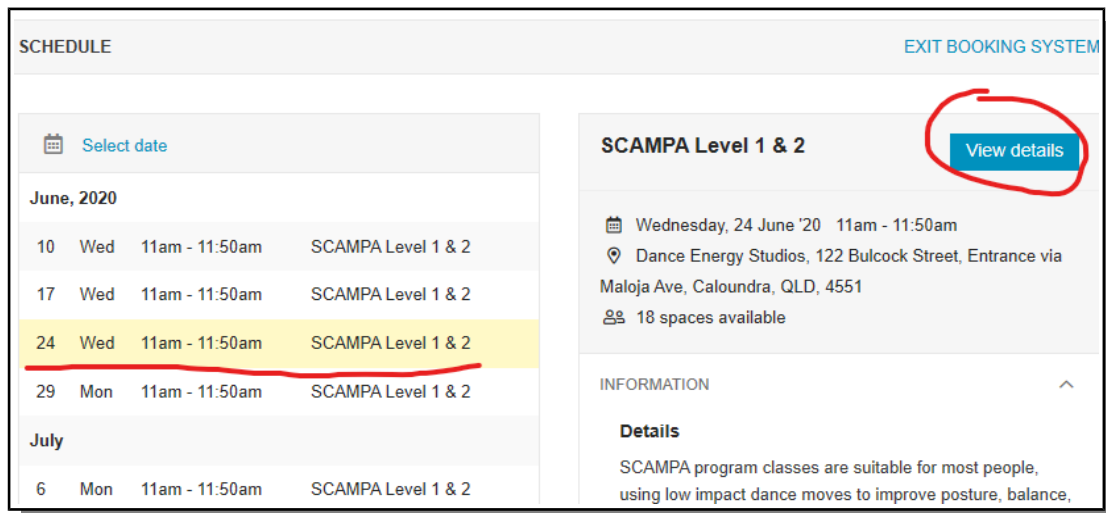 SCHEDULE
EXIT BOOKING SYSTEM
Select date
June, 2020
10 Wed 11am - 11:50am SCAMPA Level 1 & 2
17 Wed 11am - 11:50am SCAMPA Level 1 & 2
24 Wed 11am - 11:50am SCAMPA Level 1 & 2
29 Mon 11am - 11:50am SCAMPA Level 1 & 2
July
6 Mon 11am - 11:50am SCAMPA Level 1 & 2
SCAMPA Level 1 & 2
View details
Wednesday, 24 June '20 11am - 11:50am
Dance Energy Studios, 122 Bulcock Street, Entrance via
Maloja Ave, Caloundra, QLD, 4551
18 spaces available
INFORMATION
Details
SCAMPA program classes are suitable for most people,
using low impact dance moves to improve posture, balance,